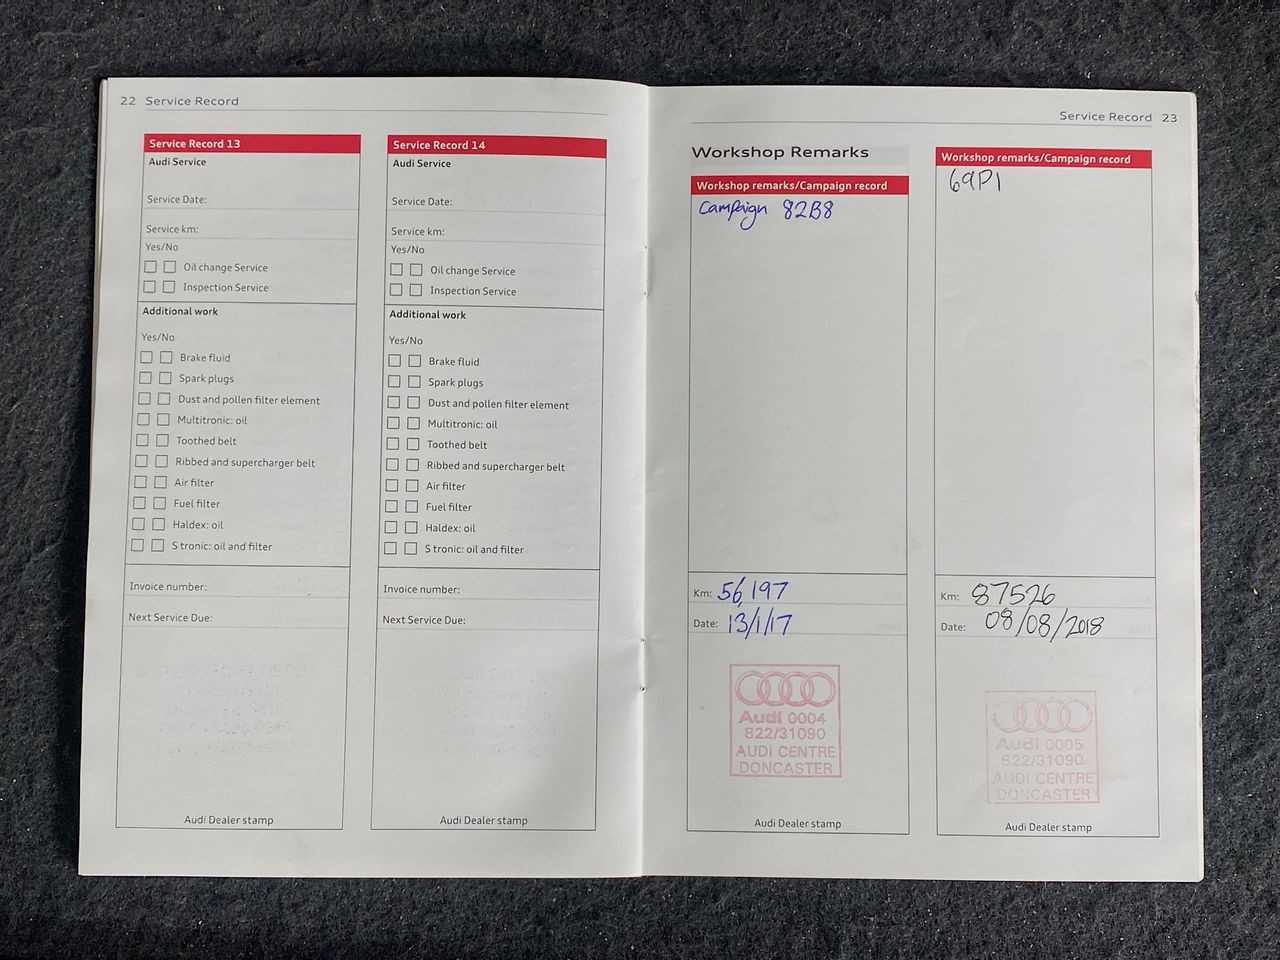 22 Service Record
Service Record 13
Audi Service
Service Date:
Service km:
Yes/No
Oil change Service
Inspection Service
Additional work
Yes/No
Brake fluid
Spark plugs
Dust and pollen filter element
Multitronic: oil
Toothed belt
Ribbed and supercharger belt
Air filter
Fuel filter
Haldex: oil
S tronic: oil and filter
Invoice number:
Next Service Due:
Audi Dealer stamp
Service Record 14
Audi Service
Service Date:
Service km:
Yes/No
Oil change Service
Inspection Service
Additional work
Yes/No
Brake fluid
Spark plugs
Dust and pollen filter element
Multitronic: oil
Toothed belt
Ribbed and supercharger belt
Air filter
Fuel filter
Haldex: oil
S tronic: oil and filter
Invoice number:
Next Service Due:
Audi Dealer stamp
Service Record 23
Workshop Remarks
Workshop remarks/Campaign record
Campaign 82B8
Km: 56,197
Date: 13/1/17
Audi 0004
822/31090
AUDI CENTRE
DONCASTER
Audi Dealer stamp
Workshop remarks/Campaign record
69P1
Km: 87526
Date: 08/08/2018
Audi 0005
822/31090
AUDI CENTRE
DONCASTER
Audi Dealer stamp